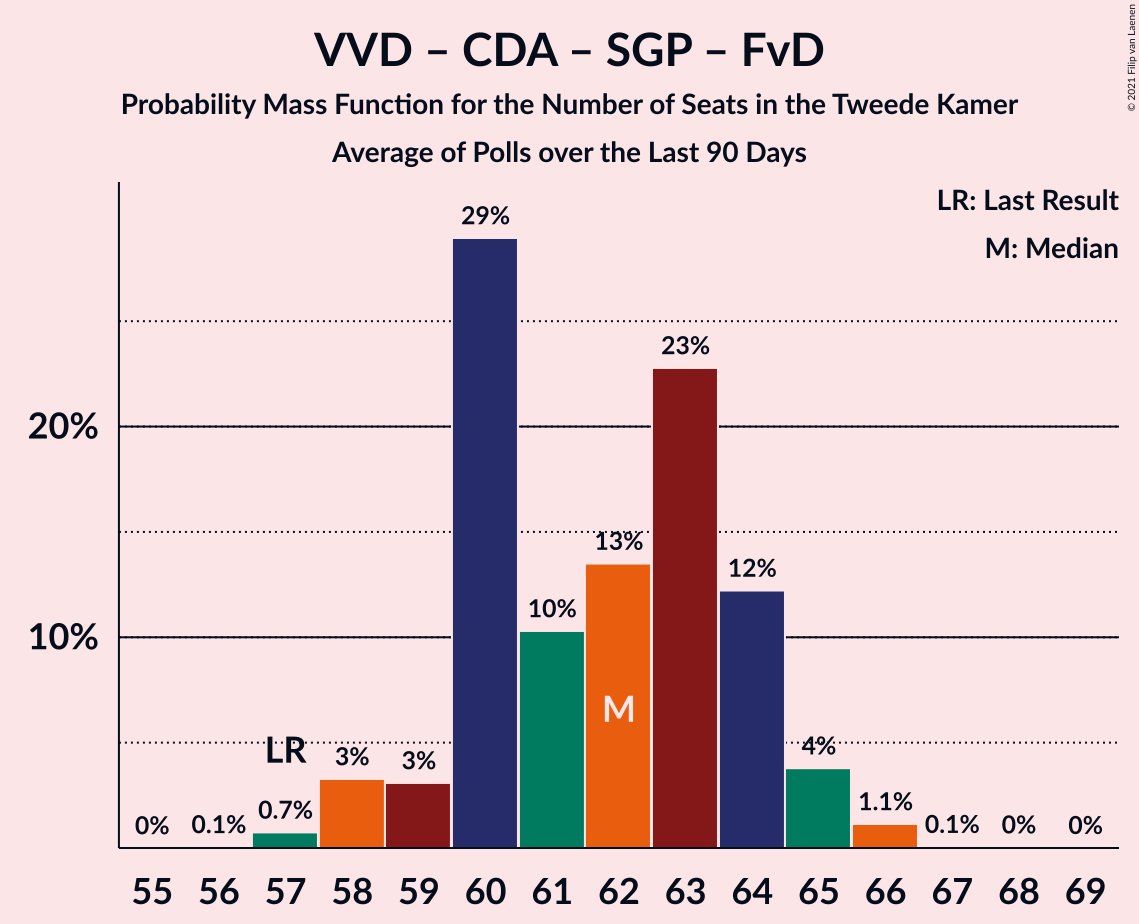 VVD – CDA – SGP – FvD
Probability Mass Function for the Number of Seats in the Tweede Kamer
Average of Polls over the Last 90 Days
© 2021 Filip van Laenen
LR: Last Result
M: Median
20%
10%
0%
0.1%
0.7%
LR
3%
3%
29%
10%
13%
M
23%
12%
4%
1.1%
0.1%
0%
0%
55 56 57 58 59 60 61 62 63 64 65 66 67 68 69